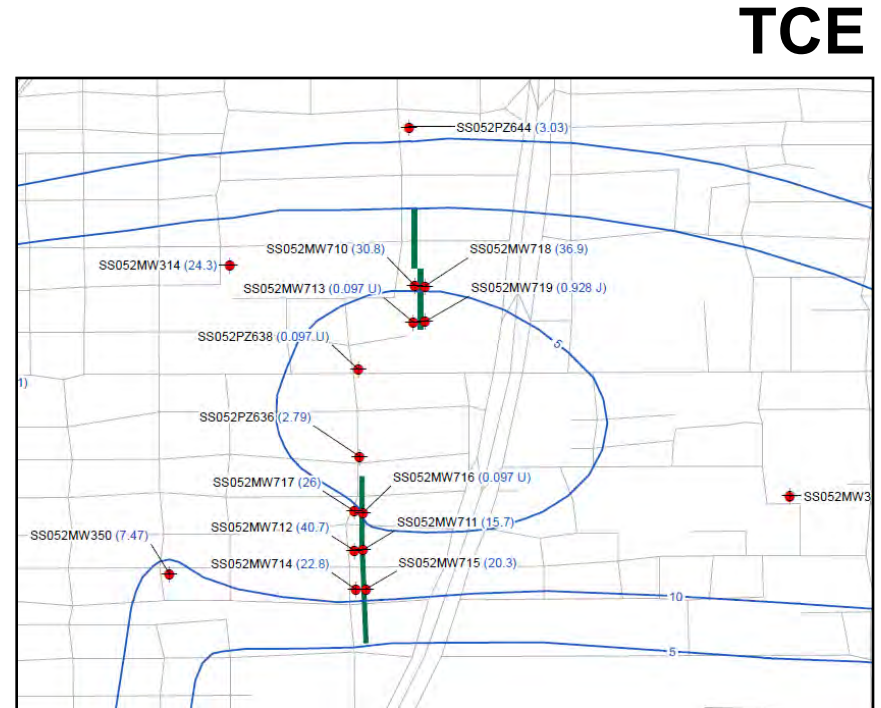 TCE
SS052PZ644 (3.03)
SS052MW710 (30.8)
SS052MW718 (36.9)
SS052MW314 (24.3)
SS052MW713 (0.097 U)
SS052MW719 (0.928 J)
SS052PZ638 (0.097 U)
5
1)
SS052PZ636 (2.79)
SS052MW717 (26)
SS052MW716 (0.097 U)
SS052MW3
SS052MW712 (40.7)
SS052MW711 (15.7)
SS052MW350 (7.47)
SS052MW714 (22.8)
SS052MW715 (20.3)
10
5